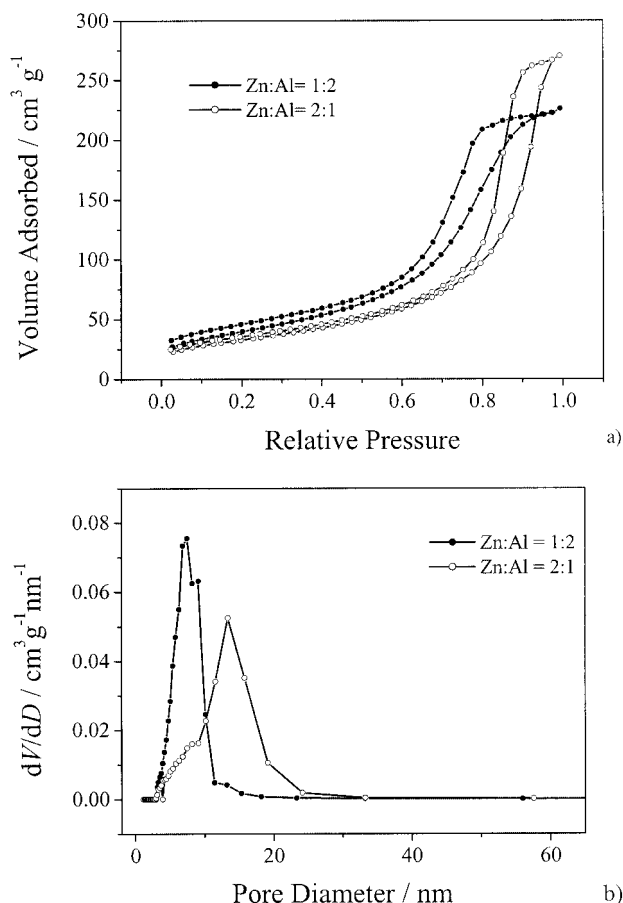 300
250
200
150
100
50
0
Volume Adsorbed / cm³ g⁻¹
Zn:Al= 1:2
Zn:Al= 2:1
0.0 0.2 0.4 0.6 0.8 1.0
Relative Pressure
a)
0.08
0.06
0.04
0.02
0.00
dV/dD / cm³g⁻¹nm⁻¹
Zn:Al = 1:2
Zn:Al = 2:1
0 20 40 60
Pore Diameter / nm
b)